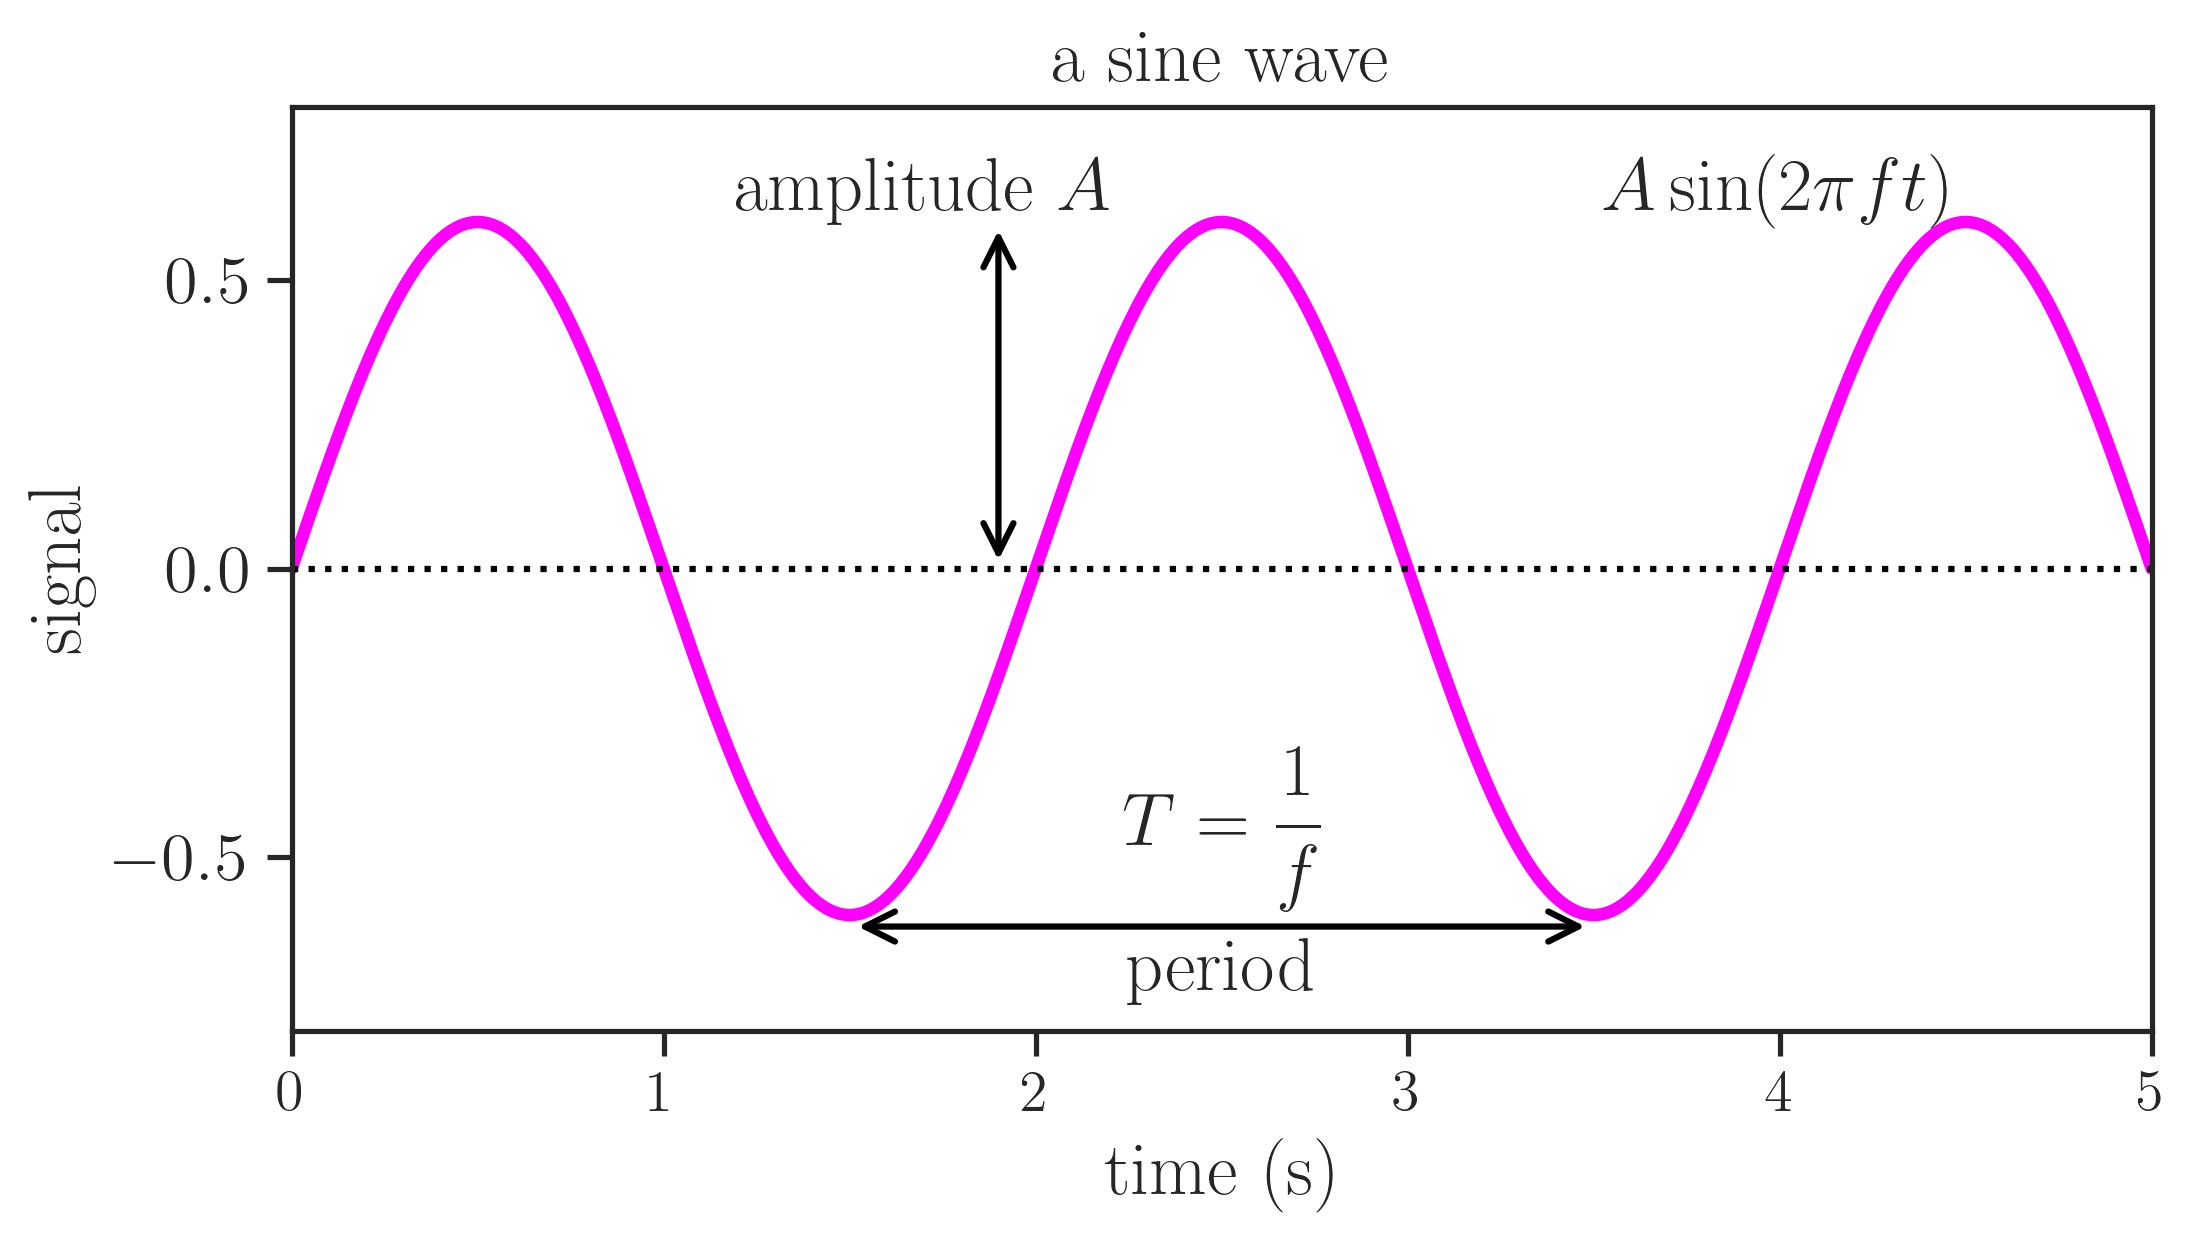 a sine wave
amplitude A
A sin(2πft)
0.5
0.0
−0.5
signal
T = 1/f
period
0 1 2 3 4 5
time (s)